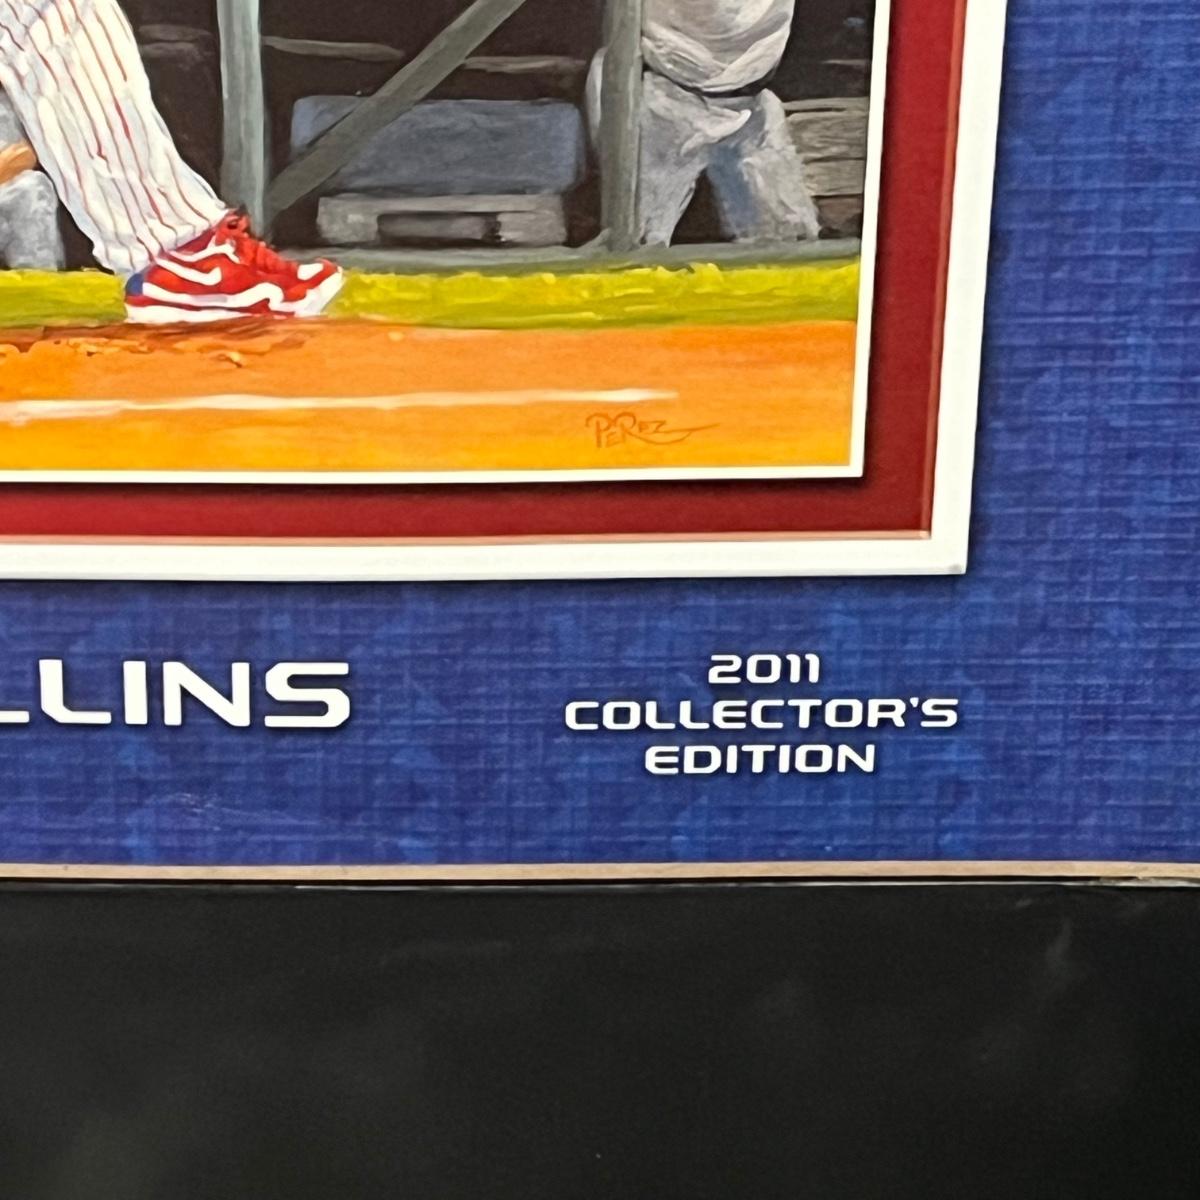 PEREZ
LLINS
2011
COLLECTOR'S
EDITION